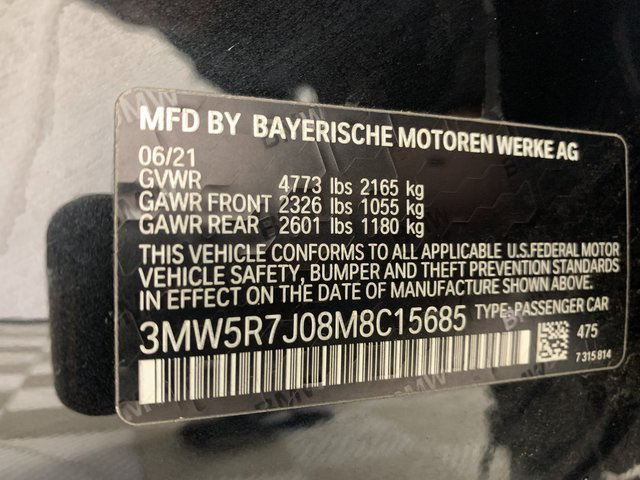 MFD BY BAYERISCHE MOTOREN WERKE AG
06/21
GVWR 4773 lbs 2165 kg
GAWR FRONT 2326 lbs 1055 kg
GAWR REAR 2601 lbs 1180 kg
THIS VEHICLE CONFORMS TO ALL APPLICABLE U.S.FEDERAL MOTOR
VEHICLE SAFETY, BUMPER AND THEFT PREVENTION STANDARDS
IN EFFECT ON THE DATE OF MANUFACTURE SHOWN ABOVE.
3MW5R7J08M8C15685 TYPE: PASSENGER CAR
475
7 315 814